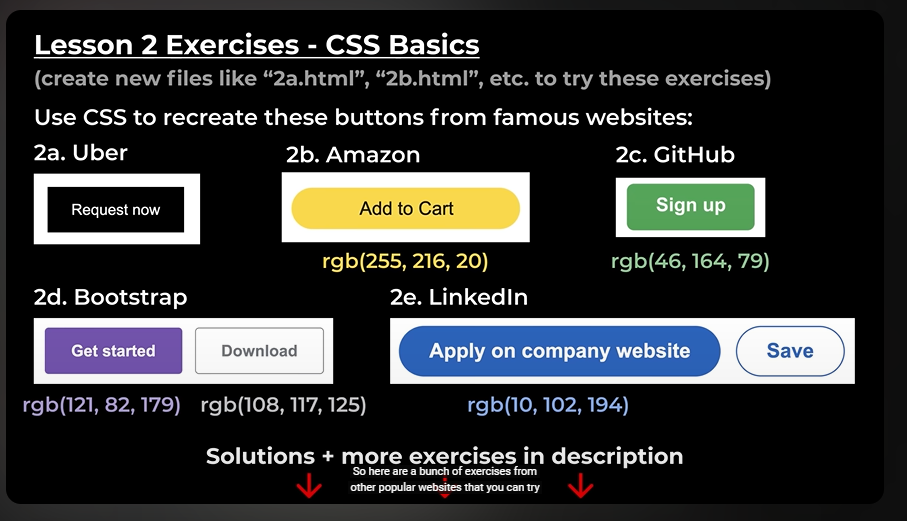 Lesson 2 Exercises - CSS Basics
(create new files like “2a.html”, “2b.html”, etc. to try these exercises)
Use CSS to recreate these buttons from famous websites:
2a. Uber
2b. Amazon
2c. GitHub
Request now
Add to Cart
Sign up
rgb(255, 216, 20)
rgb(46, 164, 79)
2d. Bootstrap
2e. LinkedIn
Get started
Download
Apply on company website
Save
rgb(121, 82, 179)
rgb(108, 117, 125)
rgb(10, 102, 194)
Solutions + more exercises in description
So here are a bunch of exercises from
other popular websites that you can try